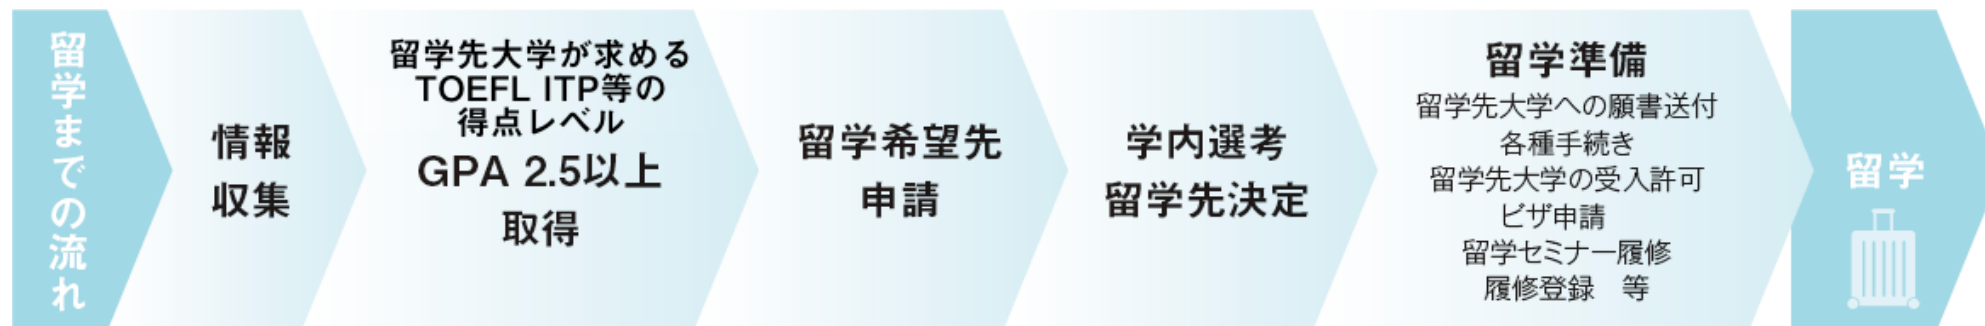 留学までの流れ
情報
収集
留学先大学が求める
TOEFL ITP等の
得点レベル
GPA 2.5以上
取得
留学希望先
申請
学内選考
留学先決定
留学準備
留学先大学への願書送付
各種手続き
留学先大学の受入許可
ビザ申請
留学セミナー履修
履修登録　等
留学